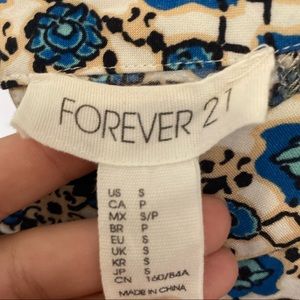 FOREVER 21
US S
CA P
MX S/P
BR P
EU S
UK S
KR S
JP S
CN 160/84A
MADE IN CHINA